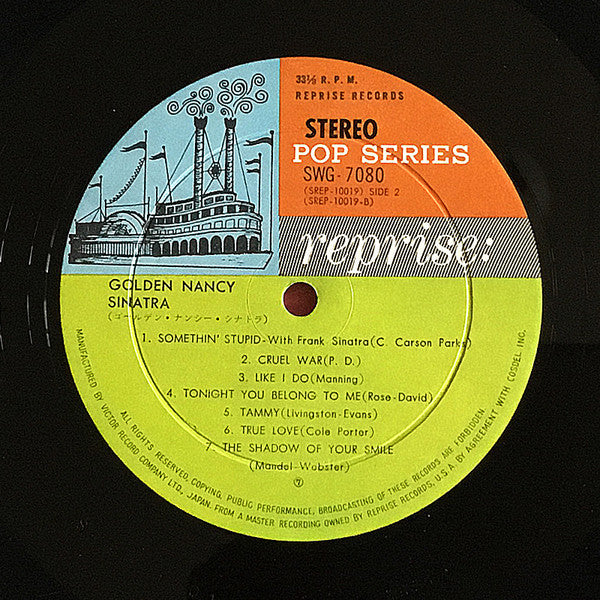 33⅓ R. P. M.
REPRISE RECORDS
STEREO
POP SERIES
SWG-7080
(SREP-10019) SIDE 2
(SREP-10019-B)
reprise:
GOLDEN NANCY
SINATRA
(ゴールデン・ナンシー・シナトラ)
1. SOMETHIN' STUPID-With Frank Sinatra(C. Carson Parks)
2. CRUEL WAR(P. D.)
3. LIKE I DO(Manning)
4. TONIGHT YOU BELONG TO ME(Rose-David)
5. TAMMY(Livingston-Evans)
6. TRUE LOVE(Cole Porter)
7. THE SHADOW OF YOUR SMILE
(Mandel-Webster)
⑦
ALL RIGHTS RESERVED, COPYING, PUBLIC PERFORMANCE, BROADCASTING OF THESE RECORDS ARE FORBIDDEN.
MANUFACTURED BY VICTOR RECORD COMPANY LTD., JAPAN. FROM A MASTER RECORDING OWNED BY REPRISE RECORDS, U.S.A. BY AGREEMENT WITH COSDEL INC.